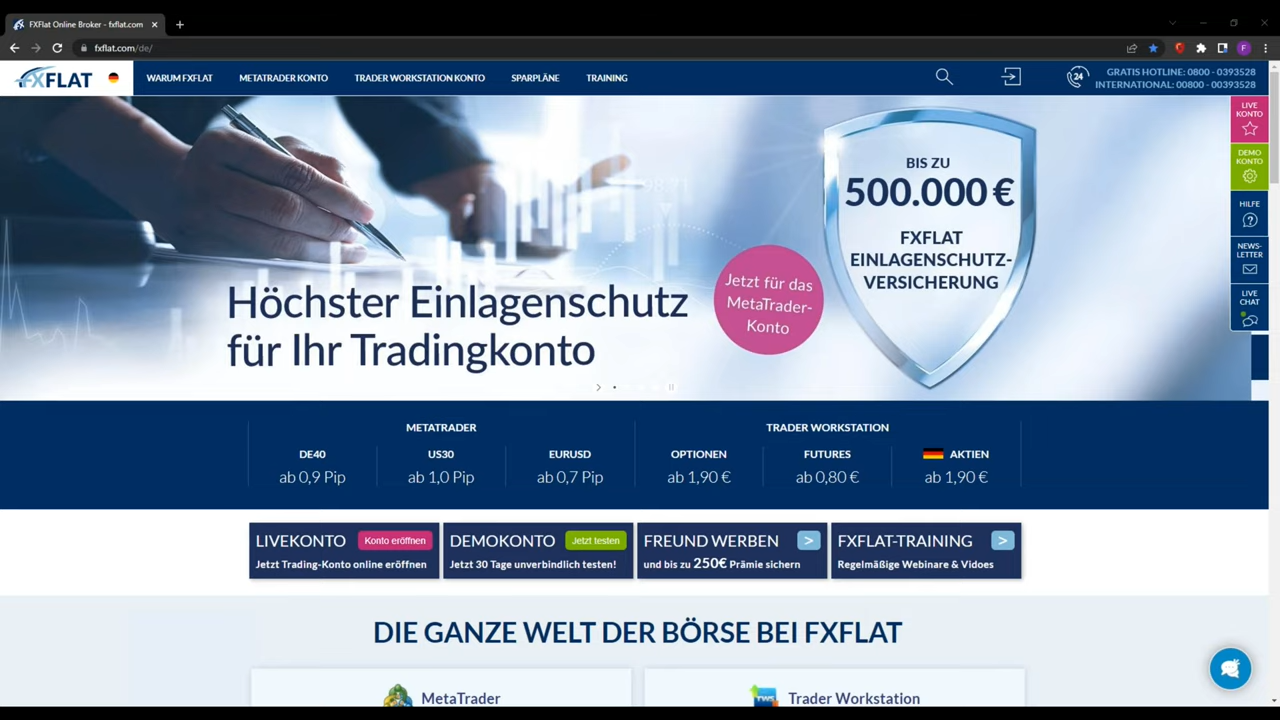 FXFlat Online Broker - fxflat.com
fxflat.com/de/
FXFLAT
WARUM FXFLAT
METATRADER KONTO
TRADER WORKSTATION KONTO
SPARPLÄNE
TRAINING
24
GRATIS HOTLINE: 0800 - 0393528
INTERNATIONAL: 00800 - 00393528
LIVE
KONTO
DEMO
KONTO
HILFE
NEWS-
LETTER
LIVE
CHAT
BIS ZU
500.000 €
FXFLAT
EINLAGENSCHUTZ-
VERSICHERUNG
Jetzt für das
MetaTrader-
Konto
Höchster Einlagenschutz
für Ihr Tradingkonto
METATRADER
DE40
ab 0,9 Pip
US30
ab 1,0 Pip
EURUSD
ab 0,7 Pip
TRADER WORKSTATION
OPTIONEN
ab 1,90 €
FUTURES
ab 0,80 €
AKTIEN
ab 1,90 €
LIVEKONTO
Konto eröffnen
Jetzt Trading-Konto online eröffnen
DEMOKONTO
Jetzt testen
Jetzt 30 Tage unverbindlich testen!
FREUND WERBEN
>
und bis zu 250€ Prämie sichern
FXFLAT-TRAINING
>
Regelmäßige Webinare & Vidoes
DIE GANZE WELT DER BÖRSE BEI FXFLAT
MetaTrader
TWS
Trader Workstation